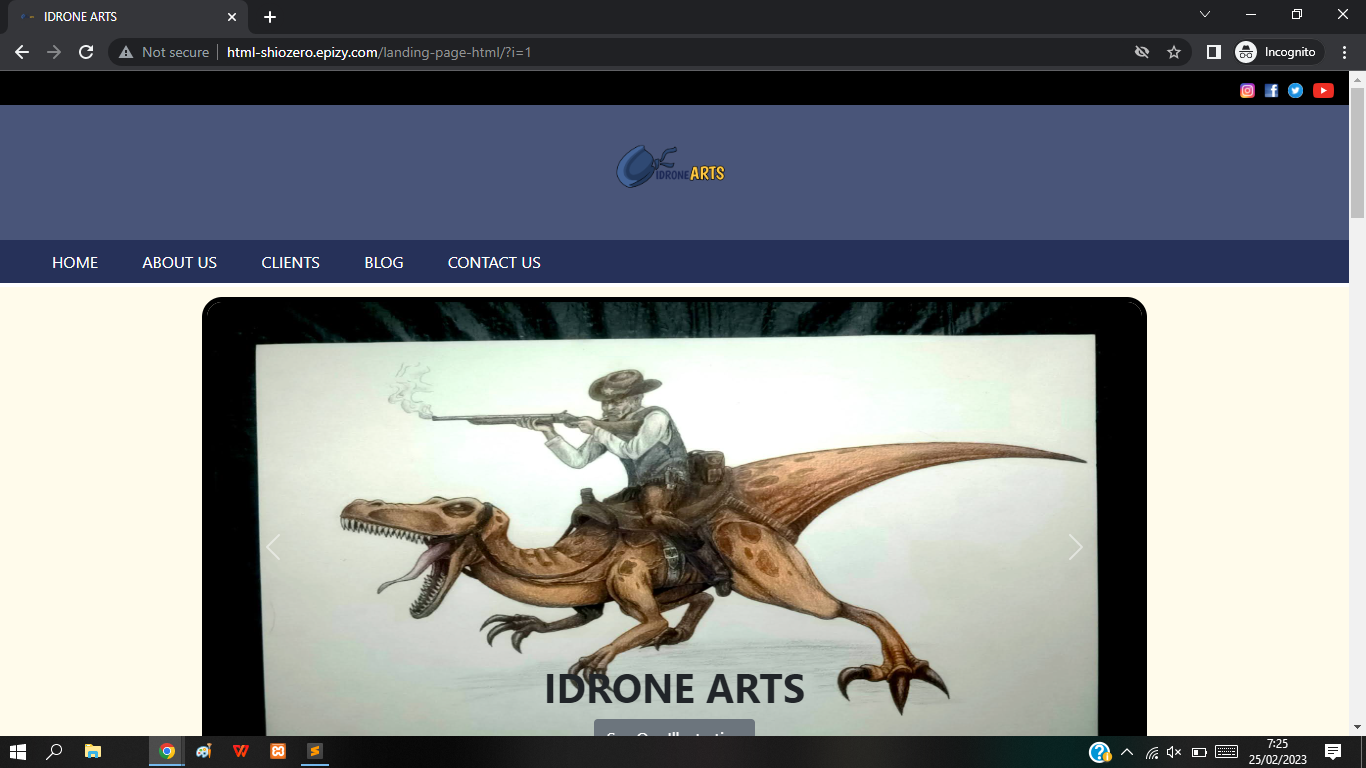 IDRONE ARTS
Not secure
html-shiozero.epizy.com/landing-page-html/?i=1
Incognito
IDRONE ARTS
HOME
ABOUT US
CLIENTS
BLOG
CONTACT US
IDRONE ARTS
7:25
25/02/2023